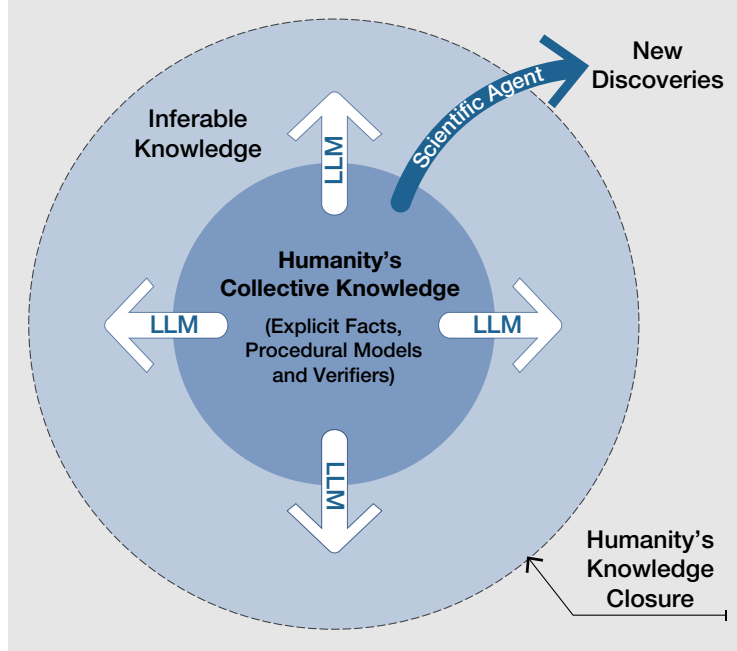 New
Discoveries
Scientific Agent
Inferable
Knowledge
LLM
Humanity’s
Collective Knowledge
(Explicit Facts,
Procedural Models
and Verifiers)
LLM
LLM
LLM
Humanity’s
Knowledge
Closure